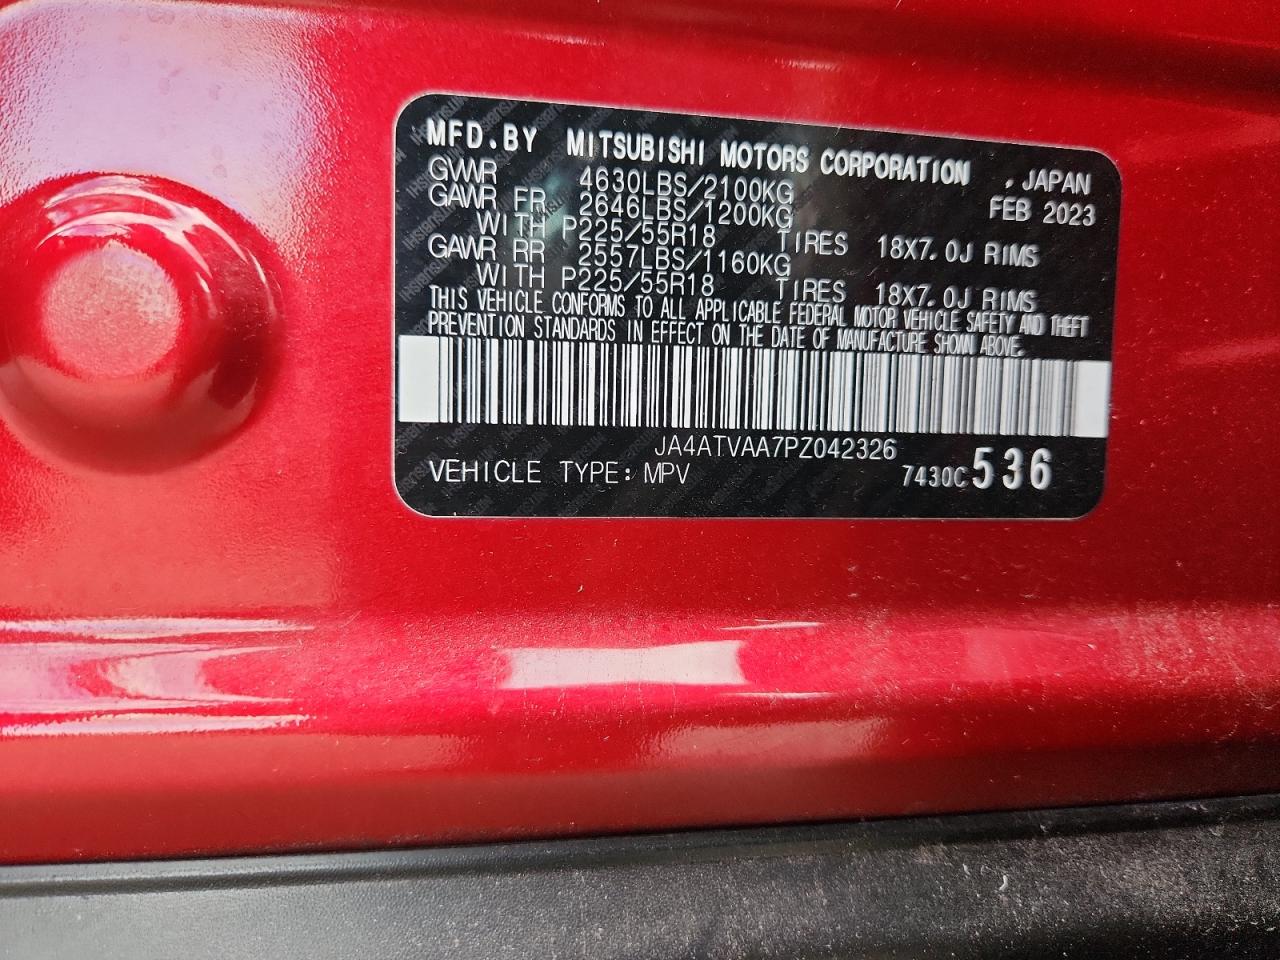 MFD.BY MITSUBISHI MOTORS CORPORATION , JAPAN
GVWR 4630LBS/2100KG FEB 2023
GAWR FR 2646LBS/1200KG
WITH P225/55R18 TIRES 18X7.0J RIMS
GAWR RR 2557LBS/1160KG
WITH P225/55R18 TIRES 18X7.0J RIMS
THIS VEHICLE CONFORMS TO ALL APPLICABLE FEDERAL MOTOR VEHICLE SAFETY AND THEFT
PREVENTION STANDARDS IN EFFECT ON THE DATE OF MANUFACTURE SHOWN ABOVE.
JA4ATVAA7PZ042326
VEHICLE TYPE: MPV 7430C 536